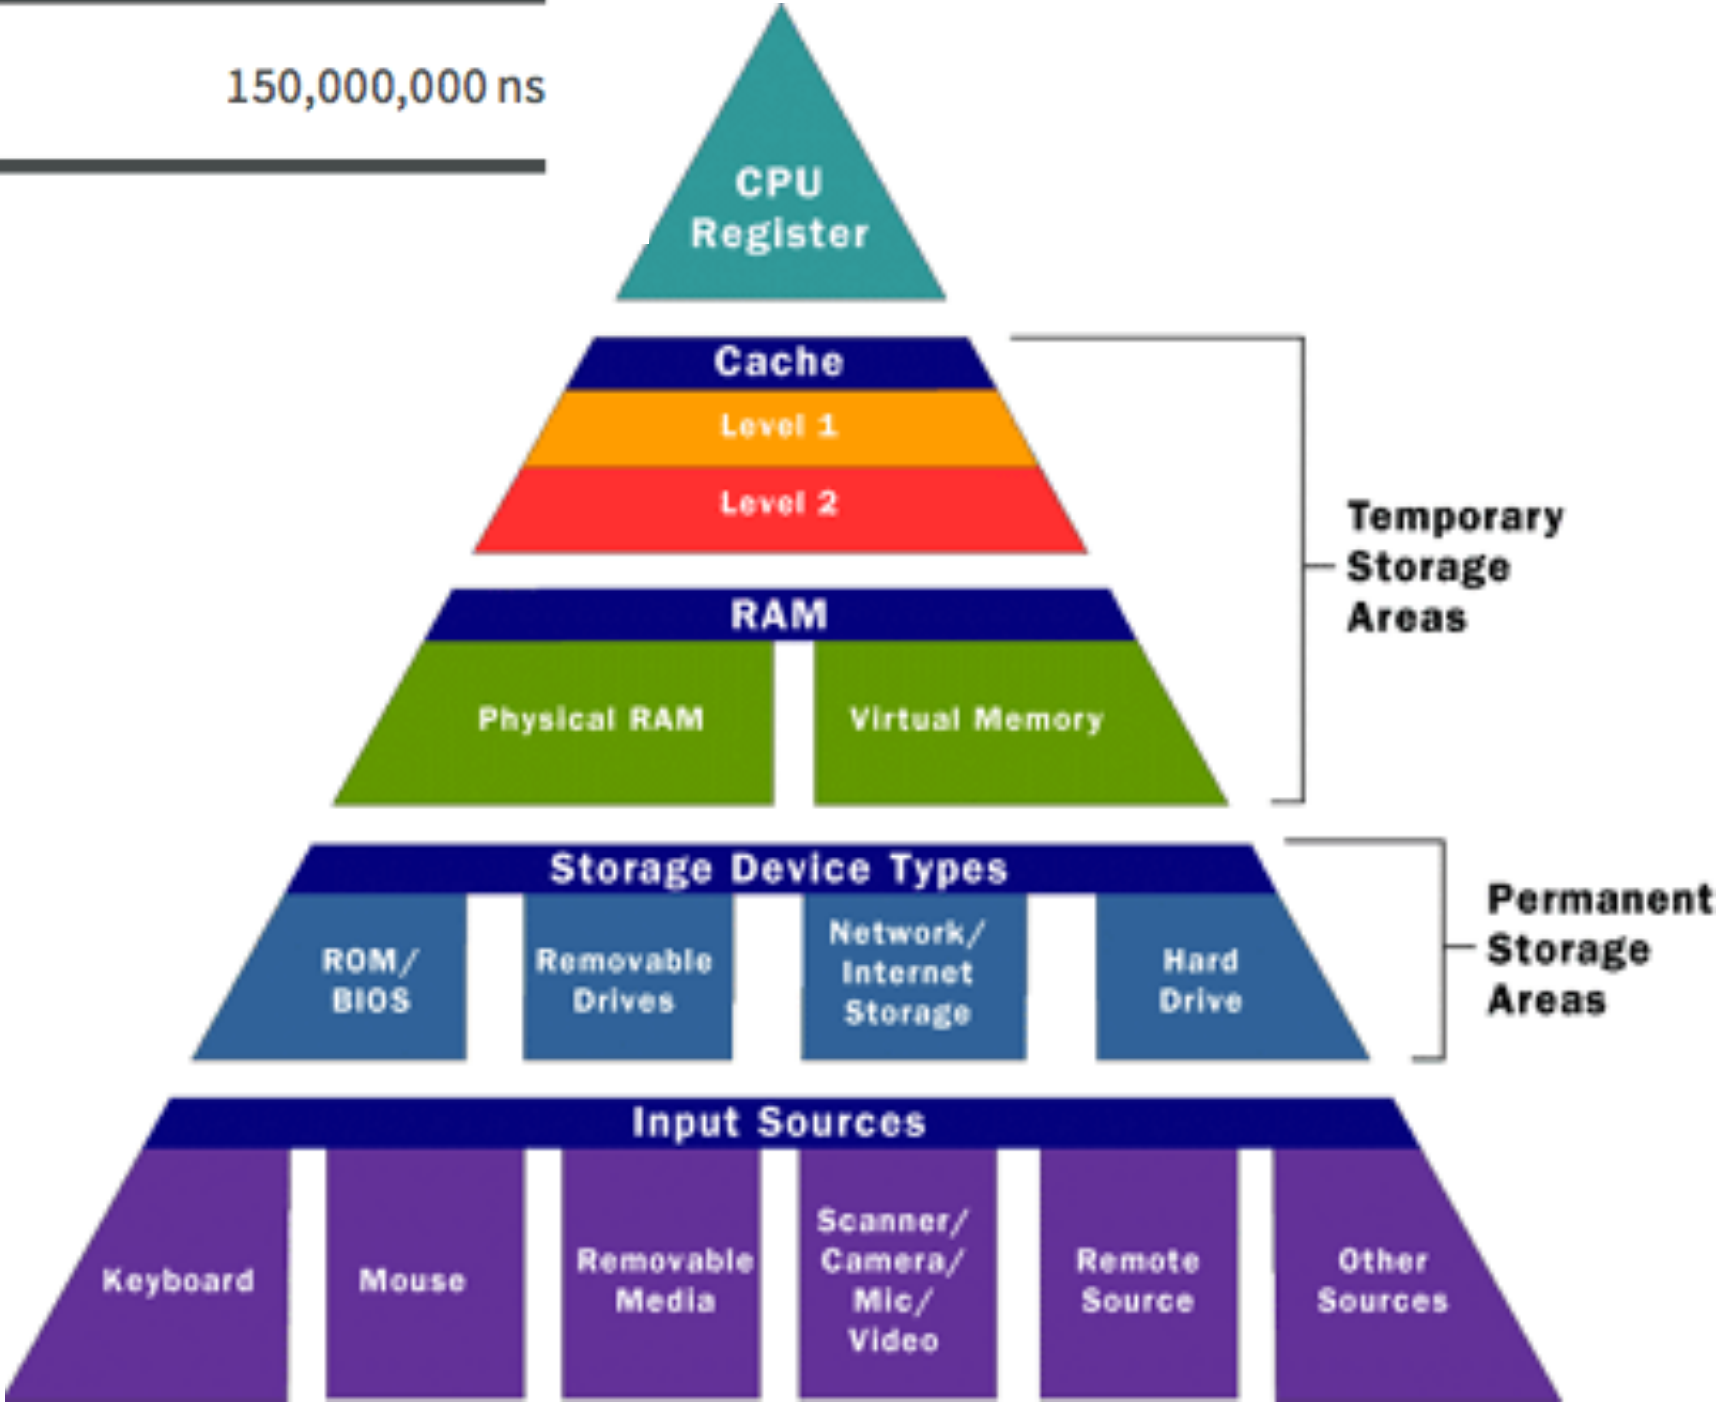 150,000,000 ns
CPU
Register
Cache
Level 1
Level 2
Temporary
Storage
Areas
RAM
Physical RAM
Virtual Memory
Storage Device Types
ROM/
BIOS
Removable
Drives
Network/
Internet
Storage
Hard
Drive
Permanent
Storage
Areas
Input Sources
Keyboard
Mouse
Removable
Media
Scanner/
Camera/
Mic/
Video
Remote
Source
Other
Sources